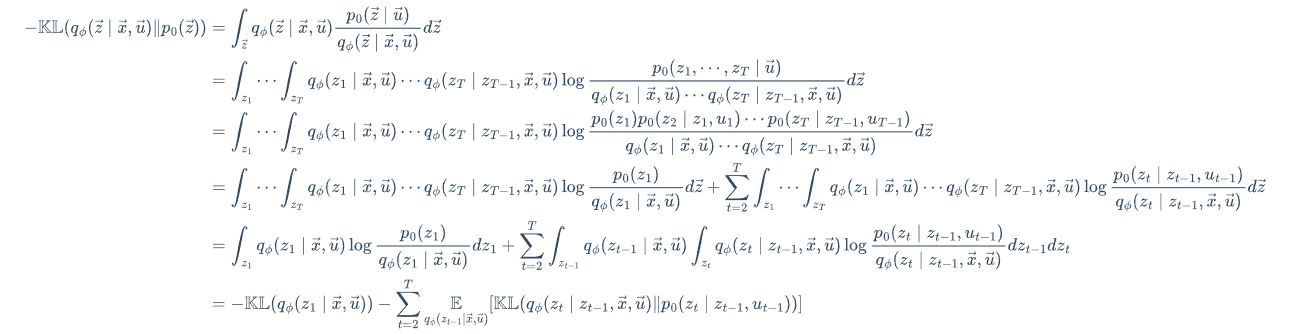 $-\mathbb{KL}(q_\phi(\vec{z} \mid \vec{x}, \vec{u}) \| p_0(\vec{z})) = \int_{\vec{z}} q_\phi(\vec{z} \mid \vec{x}, \vec{u}) \frac{p_0(\vec{z} \mid \vec{u})}{q_\phi(\vec{z} \mid \vec{x}, \vec{u})} d\vec{z}$
$= \int_{z_1} \cdots \int_{z_T} q_\phi(z_1 \mid \vec{x}, \vec{u}) \cdots q_\phi(z_T \mid z_{T-1}, \vec{x}, \vec{u}) \log \frac{p_0(z_1, \cdots, z_T \mid \vec{u})}{q_\phi(z_1 \mid \vec{x}, \vec{u}) \cdots q_\phi(z_T \mid z_{T-1}, \vec{x}, \vec{u})} d\vec{z}$
$= \int_{z_1} \cdots \int_{z_T} q_\phi(z_1 \mid \vec{x}, \vec{u}) \cdots q_\phi(z_T \mid z_{T-1}, \vec{x}, \vec{u}) \log \frac{p_0(z_1) p_0(z_2 \mid z_1, u_1) \cdots p_0(z_T \mid z_{T-1}, u_{T-1})}{q_\phi(z_1 \mid \vec{x}, \vec{u}) \cdots q_\phi(z_T \mid z_{T-1}, \vec{x}, \vec{u})} d\vec{z}$
$= \int_{z_1} \cdots \int_{z_T} q_\phi(z_1 \mid \vec{x}, \vec{u}) \cdots q_\phi(z_T \mid z_{T-1}, \vec{x}, \vec{u}) \log \frac{p_0(z_1)}{q_\phi(z_1 \mid \vec{x}, \vec{u})} d\vec{z} + \sum_{t=2}^{T} \int_{z_1} \cdots \int_{z_T} q_\phi(z_1 \mid \vec{x}, \vec{u}) \cdots q_\phi(z_T \mid z_{T-1}, \vec{x}, \vec{u}) \log \frac{p_0(z_t \mid z_{t-1}, u_{t-1})}{q_\phi(z_t \mid z_{t-1}, \vec{x}, \vec{u})} d\vec{z}$
$= \int_{z_1} q_\phi(z_1 \mid \vec{x}, \vec{u}) \log \frac{p_0(z_1)}{q_\phi(z_1 \mid \vec{x}, \vec{u})} dz_1 + \sum_{t=2}^{T} \int_{z_{t-1}} q_\phi(z_{t-1} \mid \vec{x}, \vec{u}) \int_{z_t} q_\phi(z_t \mid z_{t-1}, \vec{x}, \vec{u}) \log \frac{p_0(z_t \mid z_{t-1}, u_{t-1})}{q_\phi(z_t \mid z_{t-1}, \vec{x}, \vec{u})} dz_{t-1} dz_t$
$= -\mathbb{KL}(q_\phi(z_1 \mid \vec{x}, \vec{u})) - \sum_{t=2}^{T} \underset{q_\phi(z_{t-1} \mid \vec{x}, \vec{u})}{\mathbb{E}} [\mathbb{KL}(q_\phi(z_t \mid z_{t-1}, \vec{x}, \vec{u}) \| p_0(z_t \mid z_{t-1}, u_{t-1}))]$